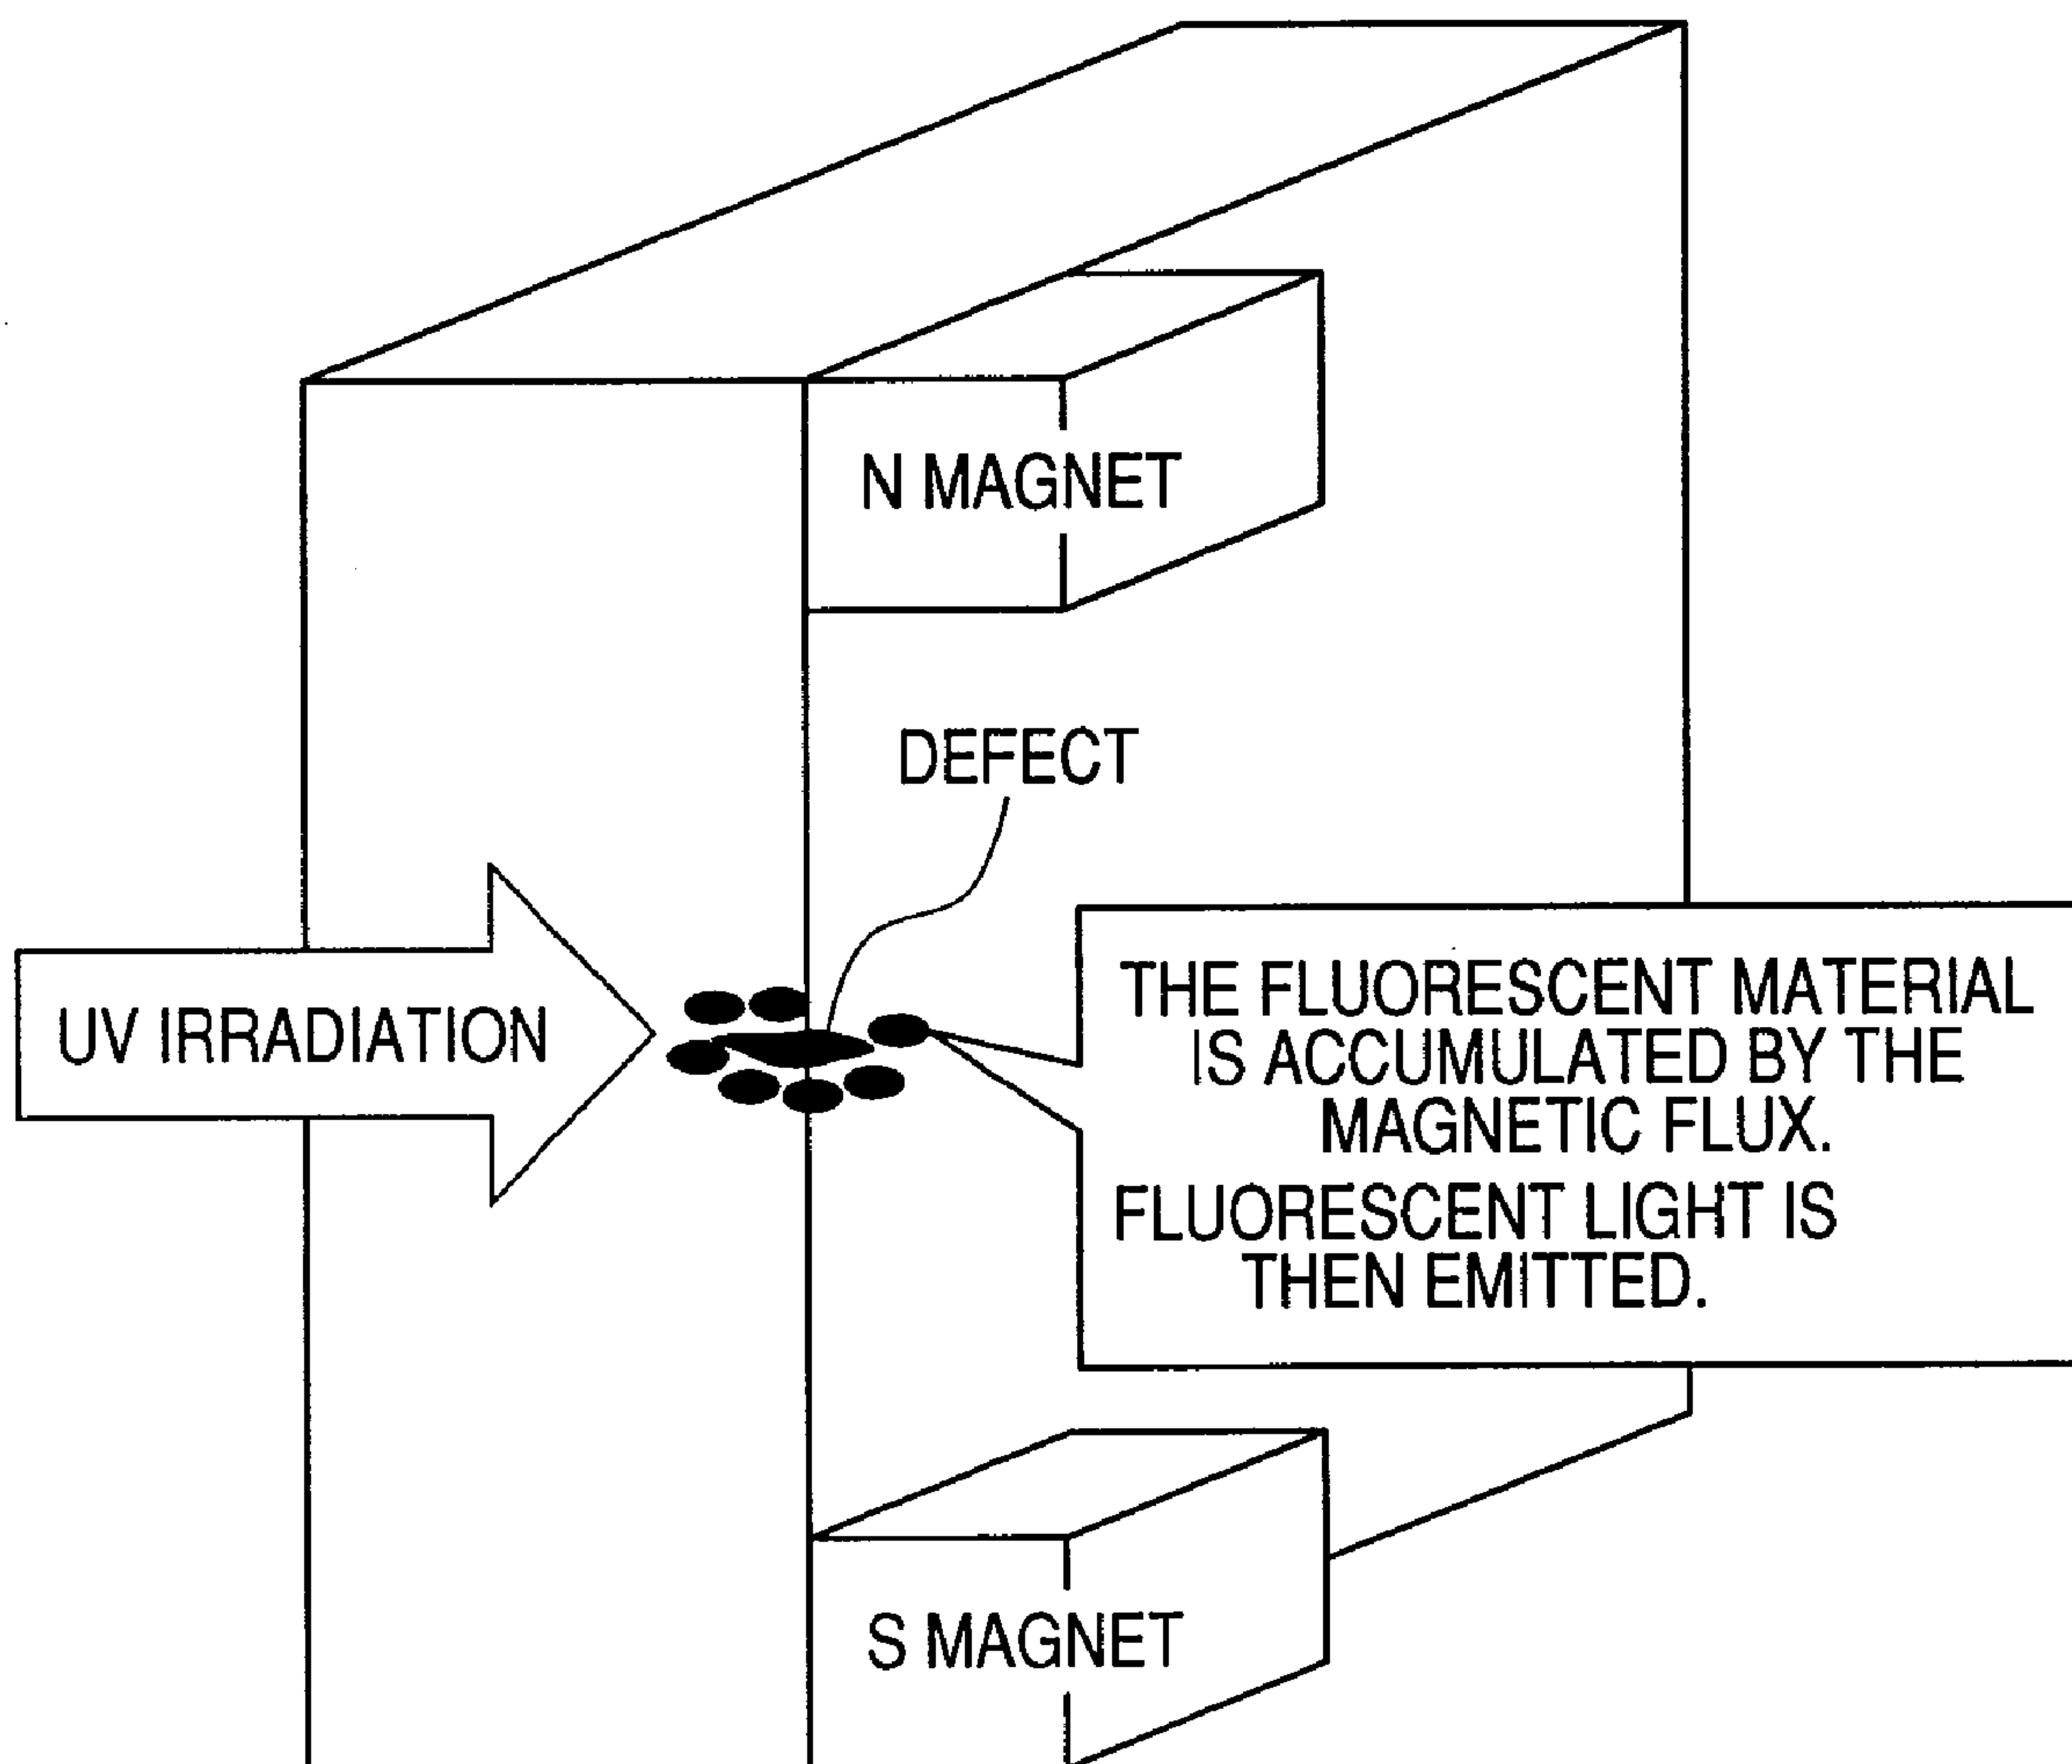 N MAGNET
DEFECT
UV IRRADIATION
THE FLUORESCENT MATERIAL
IS ACCUMULATED BY THE
MAGNETIC FLUX.
FLUORESCENT LIGHT IS
THEN EMITTED.
S MAGNET